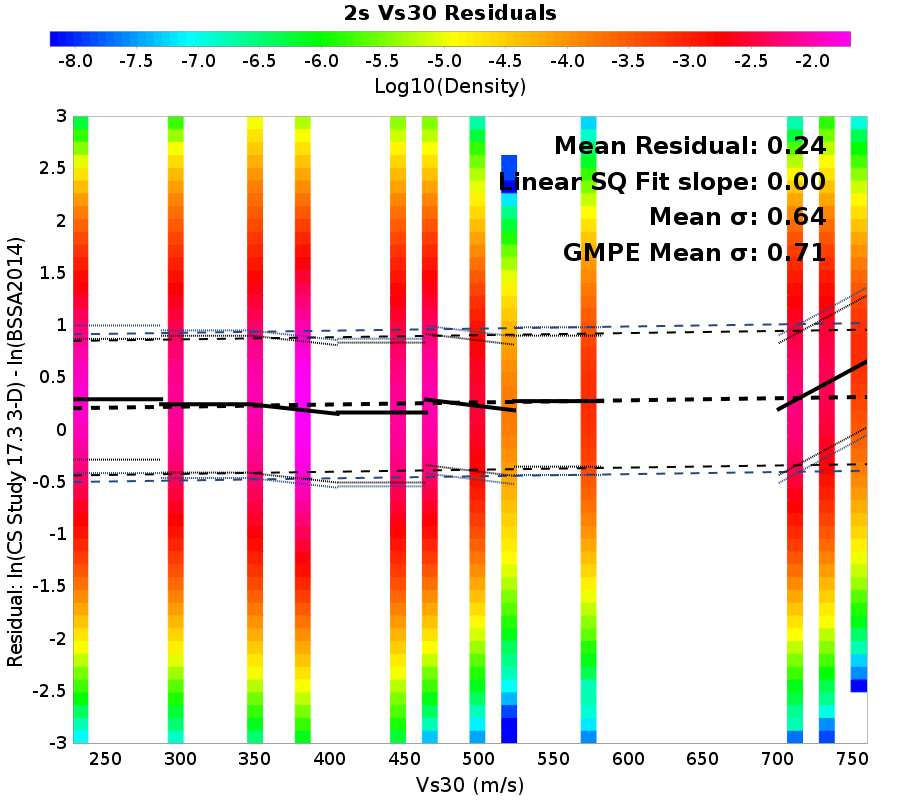 2s Vs30 Residuals
-8.0 -7.5 -7.0 -6.5 -6.0 -5.5 -5.0 -4.5 -4.0 -3.5 -3.0 -2.5 -2.0
Log10(Density)
Residual: ln(CS Study 17.3 3-D) - ln(BSSA2014)
3
2.5
2
1.5
1
0.5
0
-0.5
-1
-1.5
-2
-2.5
-3
Mean Residual: 0.24
Linear SQ Fit slope: 0.00
Mean σ: 0.64
GMPE Mean σ: 0.71
250 300 350 400 450 500 550 600 650 700 750
Vs30 (m/s)